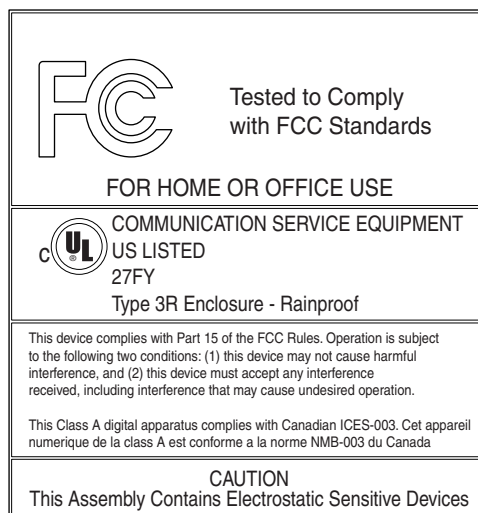 FCC
Tested to Comply
with FCC Standards
FOR HOME OR OFFICE USE
COMMUNICATION SERVICE EQUIPMENT
C UL ® US LISTED
27FY
Type 3R Enclosure - Rainproof
This device complies with Part 15 of the FCC Rules. Operation is subject
to the following two conditions: (1) this device may not cause harmful
interference, and (2) this device must accept any interference
received, including interference that may cause undesired operation.
This Class A digital apparatus complies with Canadian ICES-003. Cet appareil
numerique de la class A est conforme a la norme NMB-003 du Canada
CAUTION
This Assembly Contains Electrostatic Sensitive Devices